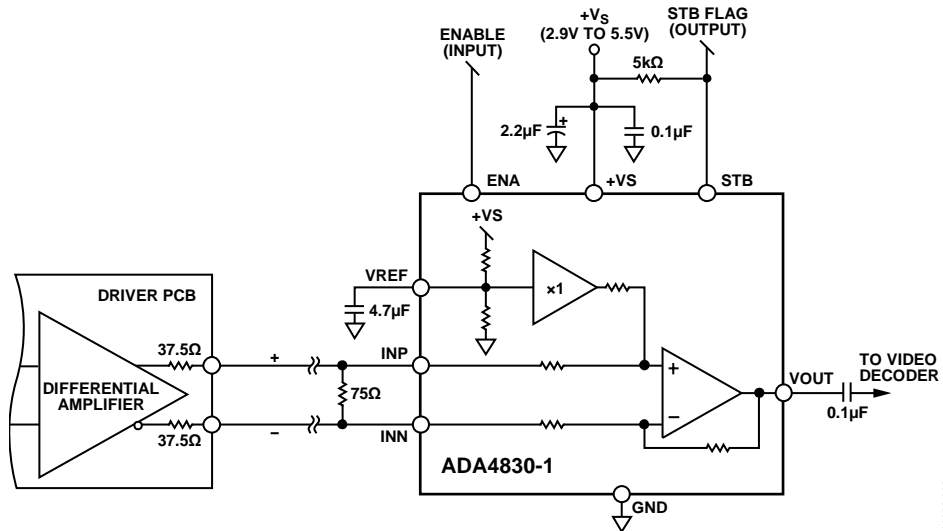 ENABLE
(INPUT)
+VS
(2.9V TO 5.5V)
STB FLAG
(OUTPUT)
5kΩ
2.2µF
+
0.1µF
ENA
+VS
STB
+VS
VREF
4.7µF
×1
DRIVER PCB
37.5Ω
+
INP
DIFFERENTIAL
AMPLIFIER
75Ω
+
−
VOUT
TO VIDEO
DECODER
0.1µF
37.5Ω
−
INN
ADA4830-1
GND